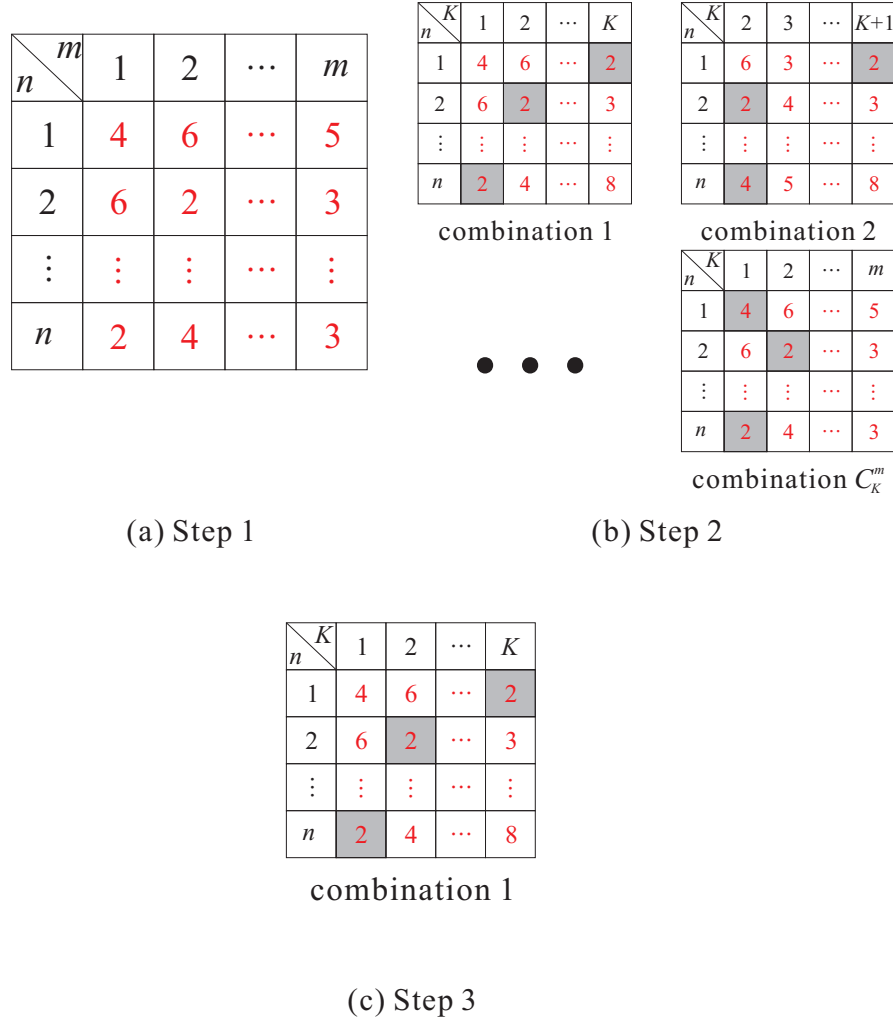 m
n 1 2 ··· m
1 4 6 ··· 5
2 6 2 ··· 3
⋮ ⋮ ⋮ ··· ⋮
n 2 4 ··· 3
(a) Step 1
K
n 1 2 ··· K
1 4 6 ··· 2
2 6 2 ··· 3
⋮ ⋮ ⋮ ··· ⋮
n 2 4 ··· 8
combination 1
K
n 2 3 ··· K+1
1 6 3 ··· 2
2 2 4 ··· 3
⋮ ⋮ ⋮ ··· ⋮
n 4 5 ··· 8
combination 2
• • •
K
n 1 2 ··· m
1 4 6 ··· 5
2 6 2 ··· 3
⋮ ⋮ ⋮ ··· ⋮
n 2 4 ··· 3
combination C_K^m
(b) Step 2
K
n 1 2 ··· K
1 4 6 ··· 2
2 6 2 ··· 3
⋮ ⋮ ⋮ ··· ⋮
n 2 4 ··· 8
combination 1
(c) Step 3